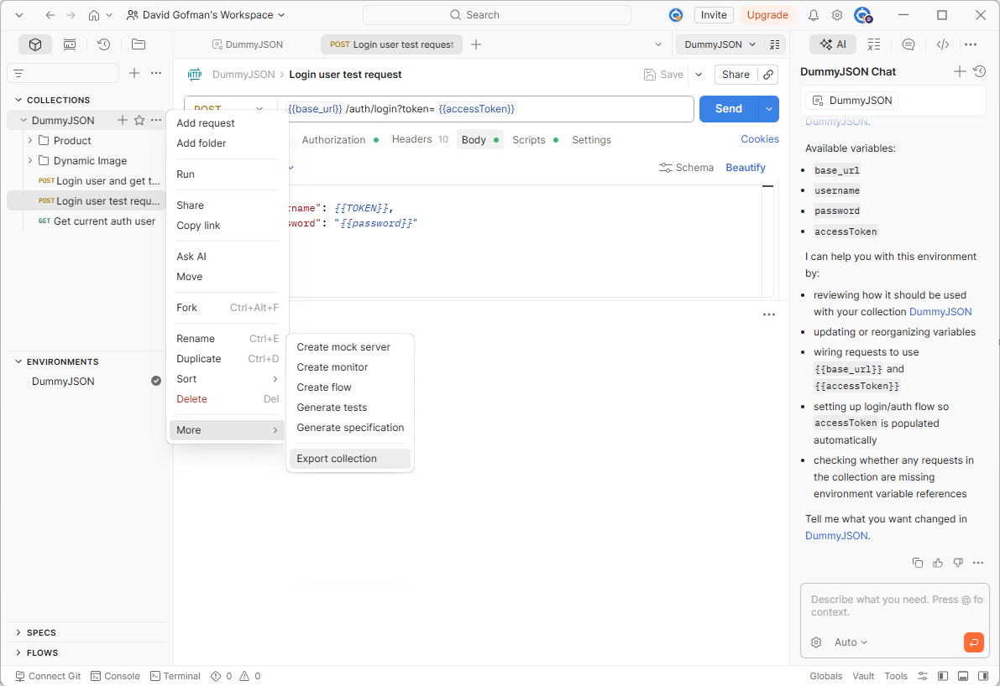 David Gofman's Workspace
Search
Invite
Upgrade
DummyJSON
POST Login user test request
DummyJSON
AI
HTTP DummyJSON > Login user test request
Save
Share
DummyJSON Chat
DummyJSON
COLLECTIONS
DummyJSON
Product
Dynamic Image
POST Login user and get t...
POST Login user test requ...
GET Get current auth user
ENVIRONMENTS
DummyJSON
SPECS
FLOWS
POST
{{base_url}} /auth/login?token= {{accessToken}}
Send
Authorization
Headers 10
Body
Scripts
Settings
Cookies
Schema
Beautify
name": {{TOKEN}},
sword": "{{password}}"
Add request
Add folder
Run
Share
Copy link
Ask AI
Move
Fork Ctrl+Alt+F
Rename Ctrl+E
Duplicate Ctrl+D
Sort
Delete Del
More
Create mock server
Create monitor
Create flow
Generate tests
Generate specification
Export collection
DummyJSON.
Available variables:
• base_url
• username
• password
• accessToken
I can help you with this environment
by:
• reviewing how it should be used
with your collection DummyJSON
• updating or reorganizing variables
• wiring requests to use
{{base_url}} and
{{accessToken}}
• setting up login/auth flow so
accessToken is populated
automatically
• checking whether any requests in
the collection are missing
environment variable references
Tell me what you want changed in
DummyJSON.
Describe what you need. Press @ fo
context.
Auto
Connect Git
Console
Terminal
0
0
Globals
Vault
Tools